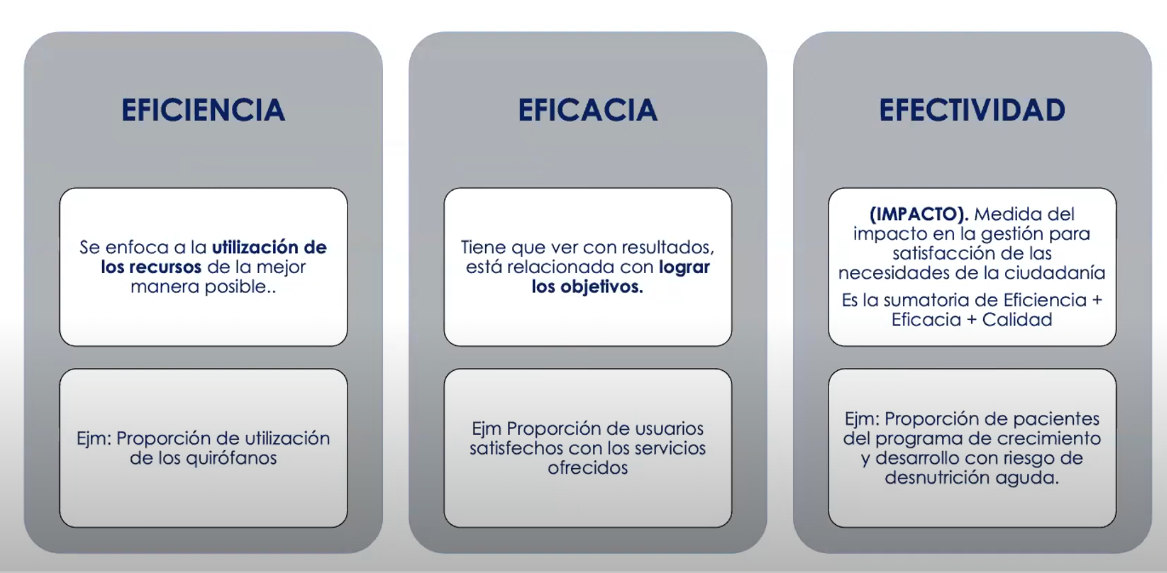 EFICIENCIA
Se enfoca a la utilización de
los recursos de la mejor
manera posible..
Ejm: Proporción de utilización
de los quirófanos
EFICACIA
Tiene que ver con resultados,
está relacionada con lograr
los objetivos.
Ejm Proporción de usuarios
satisfechos con los servicios
ofrecidos
EFECTIVIDAD
(IMPACTO). Medida del
impacto en la gestión para
satisfacción de las
necesidades de la ciudadanía
Es la sumatoria de Eficiencia +
Eficacia + Calidad
Ejm: Proporción de pacientes
del programa de crecimiento
y desarrollo con riesgo de
desnutrición aguda.